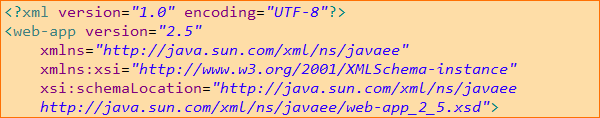 <?xml version="1.0" encoding="UTF-8"?>
<web-app version="2.5"
xmlns="http://java.sun.com/xml/ns/javaee"
xmlns:xsi="http://www.w3.org/2001/XMLSchema-instance"
xsi:schemaLocation="http://java.sun.com/xml/ns/javaee
http://java.sun.com/xml/ns/javaee/web-app_2_5.xsd">